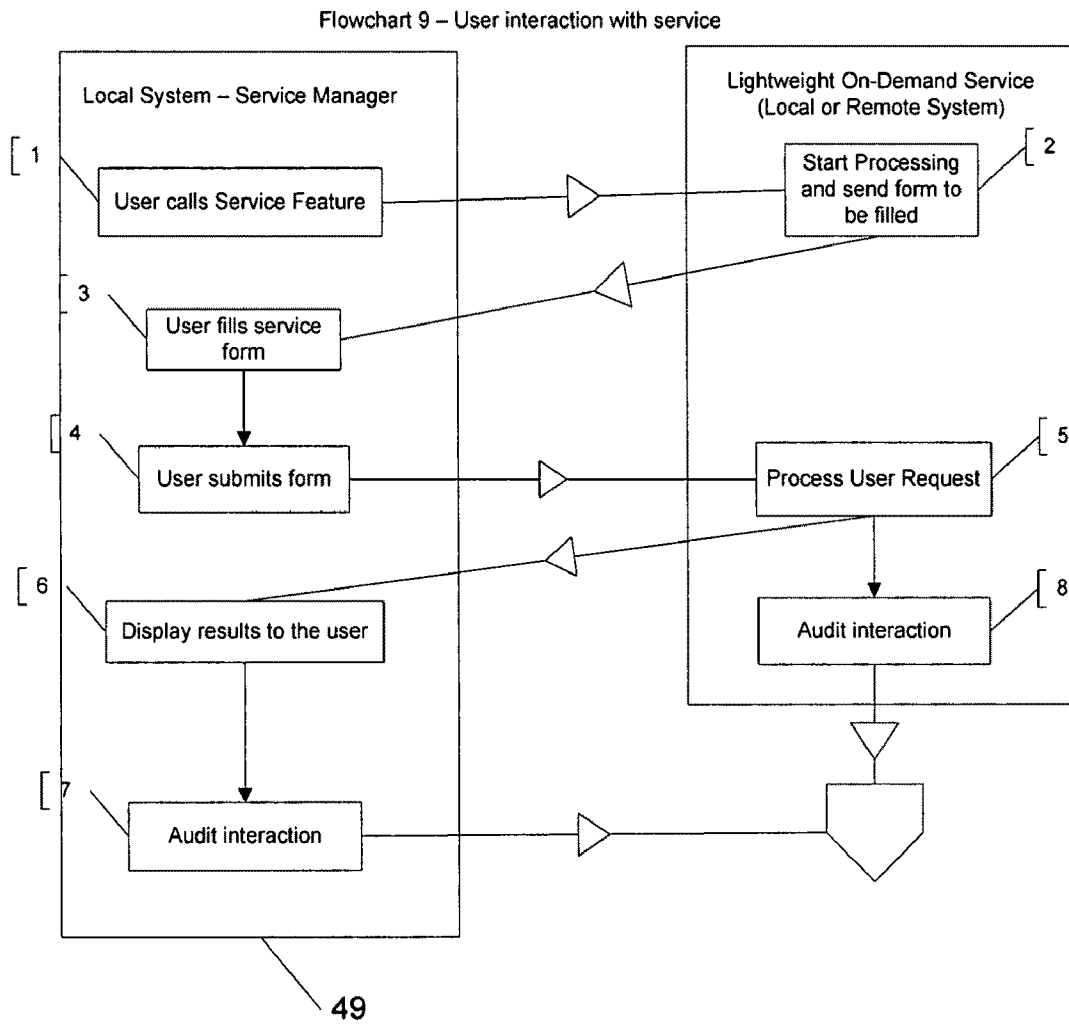 Flowchart 9 – User interaction with service
Local System – Service Manager
Lightweight On-Demand Service
(Local or Remote System)
1
User calls Service Feature
2
Start Processing
and send form to
be filled
3
User fills service
form
4
User submits form
5
Process User Request
6
Display results to the user
8
Audit interaction
7
Audit interaction
49